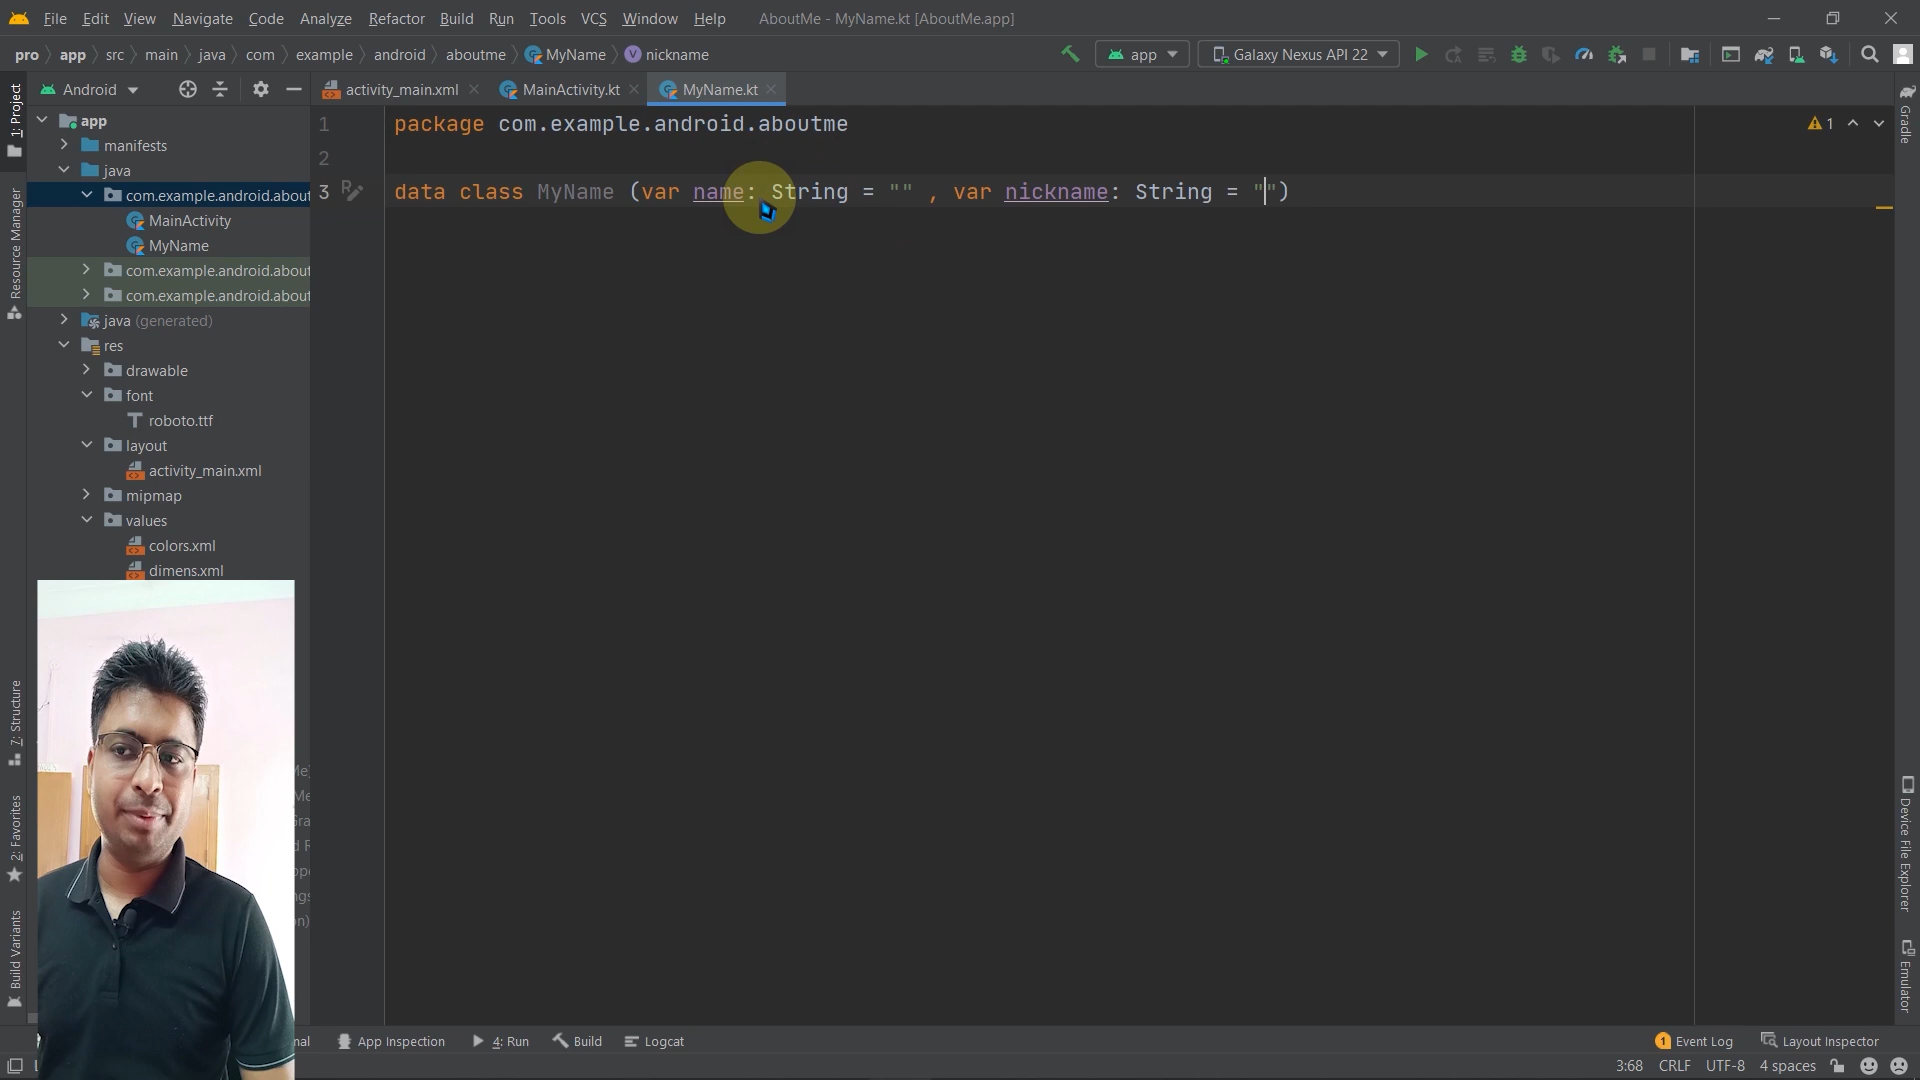 File Edit View Navigate Code Analyze Refactor Build Run Tools VCS Window Help AboutMe - MyName.kt [AboutMe.app]
pro app src main java com example android aboutme MyName nickname app Galaxy Nexus API 22
Android activity_main.xml MainActivity.kt MyName.kt
1: Project
Resource Manager
7: Structure
2: Favorites
Build Variants
app
manifests
java
com.example.android.about
MainActivity
MyName
com.example.android.about
com.example.android.about
java (generated)
res
drawable
font
roboto.ttf
layout
activity_main.xml
mipmap
values
colors.xml
dimens.xml
1 package com.example.android.aboutme
2
3 data class MyName (var name: String = "" , var nickname: String = "")
1
Gradle
Device File Explorer
Emulator
nal App Inspection 4: Run Build Logcat 1 Event Log Layout Inspector
3:68 CRLF UTF-8 4 spaces